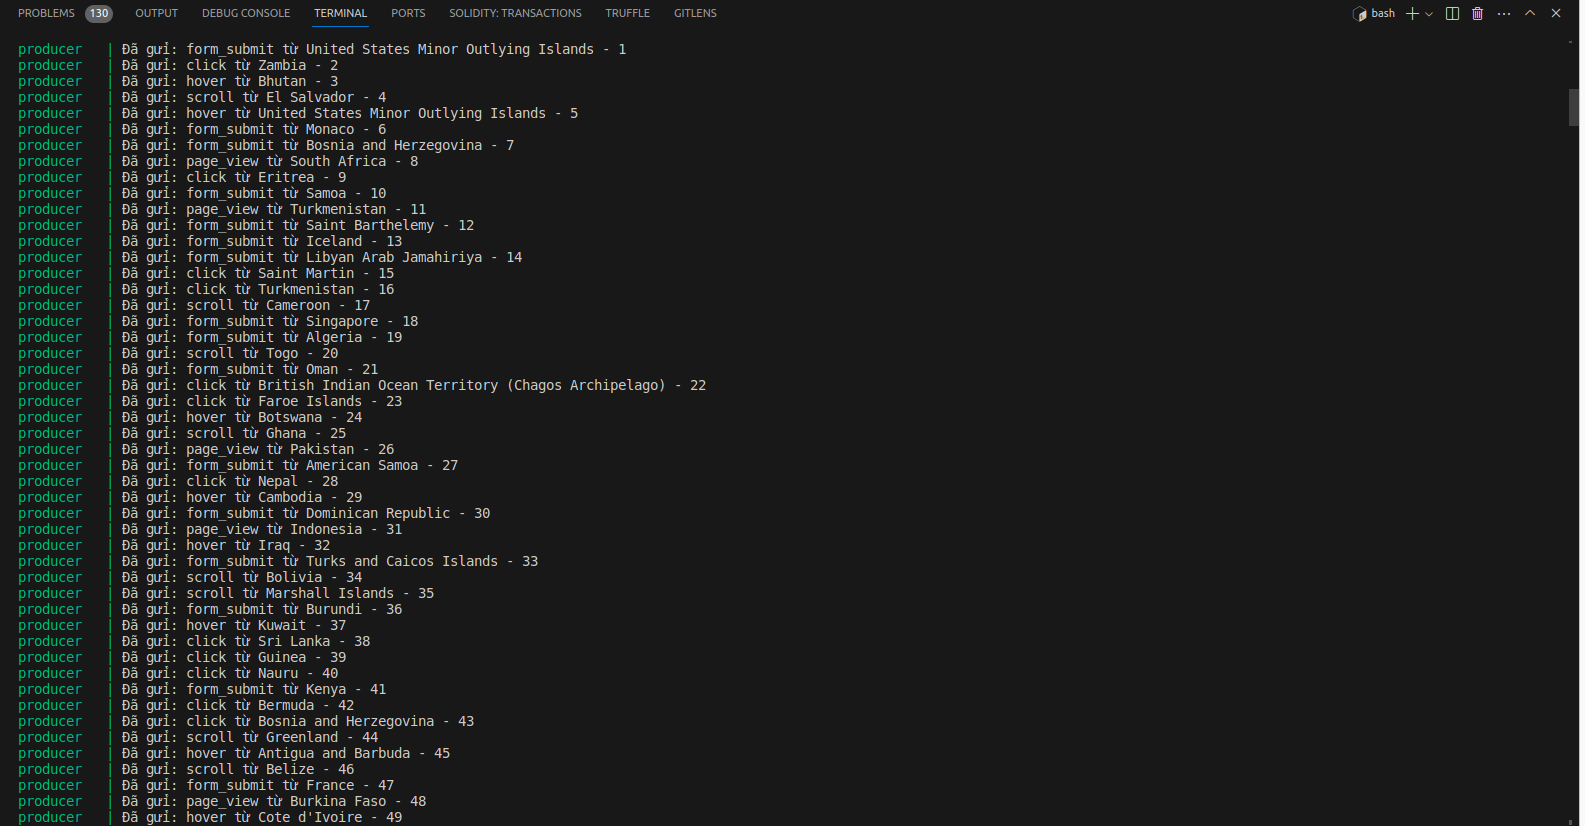 PROBLEMS 130 OUTPUT DEBUG CONSOLE TERMINAL PORTS SOLIDITY: TRANSACTIONS TRUFFLE GITLENS bash
producer | Đã gửi: form_submit từ United States Minor Outlying Islands - 1
producer | Đã gửi: click từ Zambia - 2
producer | Đã gửi: hover từ Bhutan - 3
producer | Đã gửi: scroll từ El Salvador - 4
producer | Đã gửi: hover từ United States Minor Outlying Islands - 5
producer | Đã gửi: form_submit từ Monaco - 6
producer | Đã gửi: form_submit từ Bosnia and Herzegovina - 7
producer | Đã gửi: page_view từ South Africa - 8
producer | Đã gửi: click từ Eritrea - 9
producer | Đã gửi: form_submit từ Samoa - 10
producer | Đã gửi: page_view từ Turkmenistan - 11
producer | Đã gửi: form_submit từ Saint Barthelemy - 12
producer | Đã gửi: form_submit từ Iceland - 13
producer | Đã gửi: form_submit từ Libyan Arab Jamahiriya - 14
producer | Đã gửi: click từ Saint Martin - 15
producer | Đã gửi: click từ Turkmenistan - 16
producer | Đã gửi: scroll từ Cameroon - 17
producer | Đã gửi: form_submit từ Singapore - 18
producer | Đã gửi: form_submit từ Algeria - 19
producer | Đã gửi: scroll từ Togo - 20
producer | Đã gửi: form_submit từ Oman - 21
producer | Đã gửi: click từ British Indian Ocean Territory (Chagos Archipelago) - 22
producer | Đã gửi: click từ Faroe Islands - 23
producer | Đã gửi: hover từ Botswana - 24
producer | Đã gửi: scroll từ Ghana - 25
producer | Đã gửi: page_view từ Pakistan - 26
producer | Đã gửi: form_submit từ American Samoa - 27
producer | Đã gửi: click từ Nepal - 28
producer | Đã gửi: hover từ Cambodia - 29
producer | Đã gửi: form_submit từ Dominican Republic - 30
producer | Đã gửi: page_view từ Indonesia - 31
producer | Đã gửi: hover từ Iraq - 32
producer | Đã gửi: form_submit từ Turks and Caicos Islands - 33
producer | Đã gửi: scroll từ Bolivia - 34
producer | Đã gửi: scroll từ Marshall Islands - 35
producer | Đã gửi: form_submit từ Burundi - 36
producer | Đã gửi: hover từ Kuwait - 37
producer | Đã gửi: click từ Sri Lanka - 38
producer | Đã gửi: click từ Guinea - 39
producer | Đã gửi: click từ Nauru - 40
producer | Đã gửi: form_submit từ Kenya - 41
producer | Đã gửi: click từ Bermuda - 42
producer | Đã gửi: click từ Bosnia and Herzegovina - 43
producer | Đã gửi: scroll từ Greenland - 44
producer | Đã gửi: hover từ Antigua and Barbuda - 45
producer | Đã gửi: scroll từ Belize - 46
producer | Đã gửi: form_submit từ France - 47
producer | Đã gửi: page_view từ Burkina Faso - 48
producer | Đã gửi: hover từ Cote d'Ivoire - 49